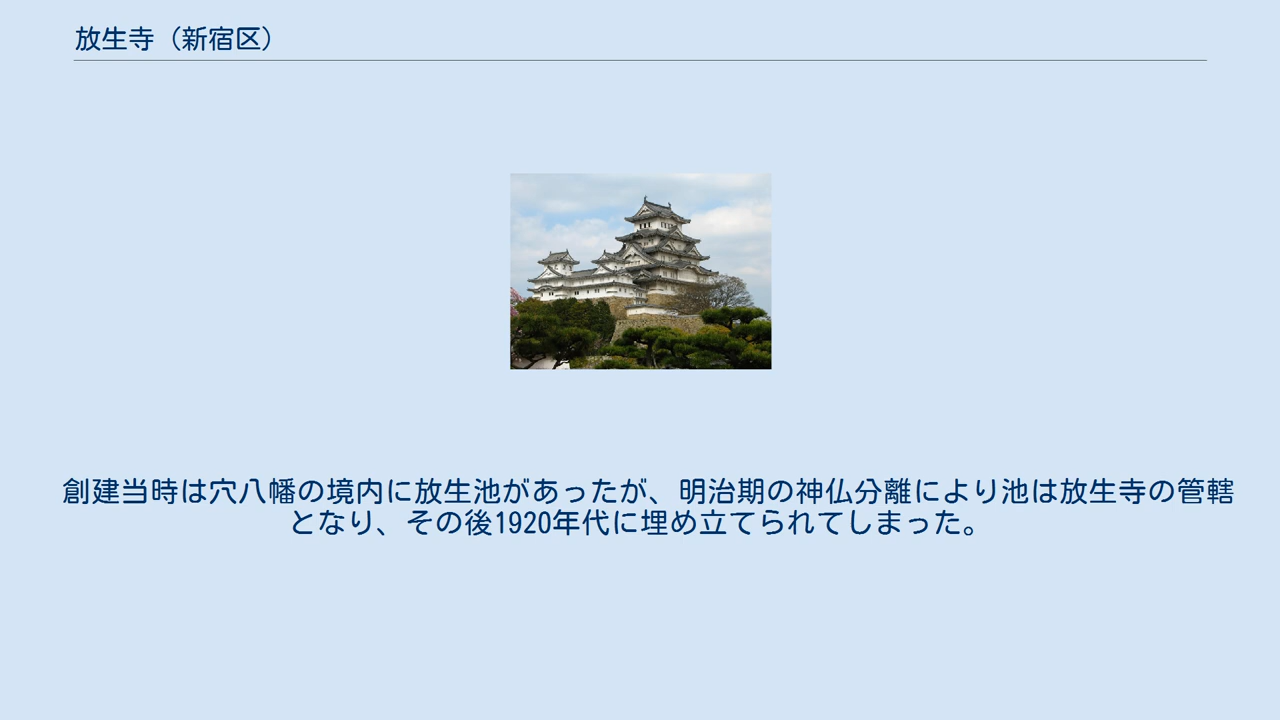 放生寺（新宿区）
創建当時は穴八幡の境内に放生池があったが、明治期の神仏分離により池は放生寺の管轄
となり、その後1920年代に埋め立てられてしまった。